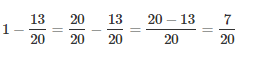 1 − 13/20 = 20/20 − 13/20 = (20 − 13)/20 = 7/20